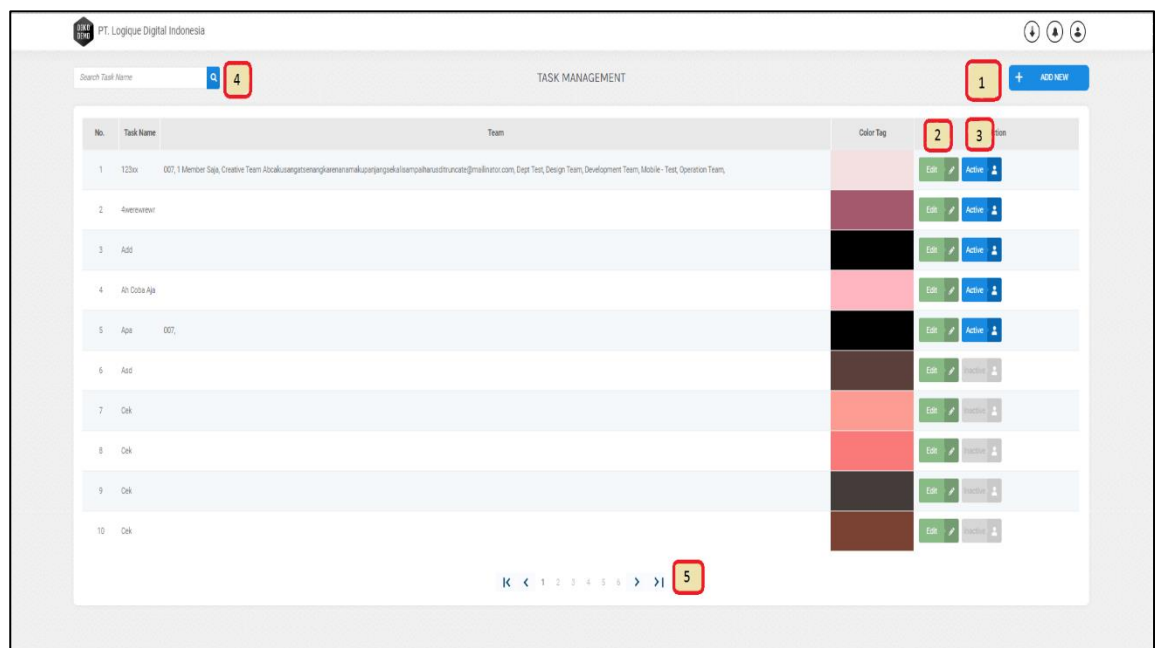 OEKO DEMO PT. Logique Digital Indonesia
Search Task Name 4 TASK MANAGEMENT 1 + ADD NEW
No. Task Name Team Color Tag 2 3 tion
1 123xx 007, 1 Member Saja, Creative Team Abcakusangatsenangkarenanamakupanjangsekalisampaiharusditruncate@mailinator.com, Dept Test, Design Team, Development Team, Mobile - Test, Operation Team, Edit Active
2 4werewrewr Edit Active
3 Add Edit Active
4 Ah Coba Aja Edit Active
5 Apa 007, Edit Active
6 Asd Edit Inactive
7 Cek Edit Inactive
8 Cek Edit Inactive
9 Cek Edit Inactive
10 Cek Edit Inactive
1 2 3 4 5 6 5